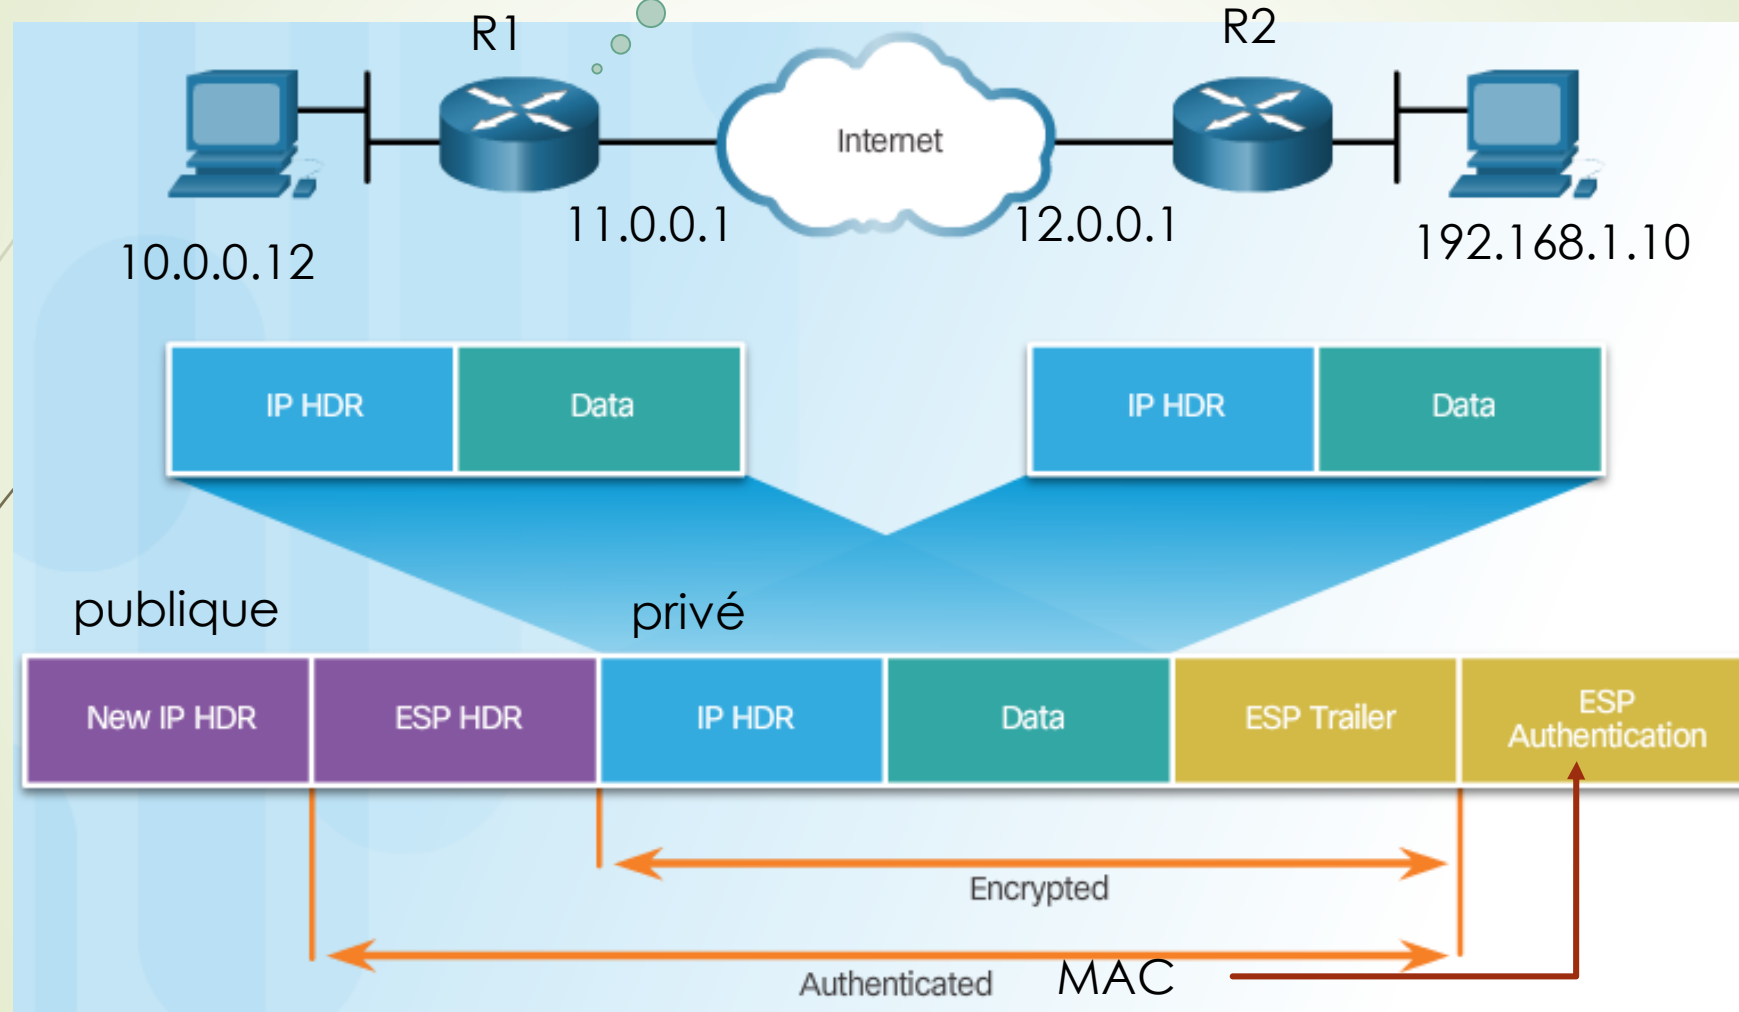 R1
R2
Internet
11.0.0.1
12.0.0.1
10.0.0.12
192.168.1.10
IP HDR
Data
IP HDR
Data
publique
privé
New IP HDR
ESP HDR
IP HDR
Data
ESP Trailer
ESP
Authentication
Encrypted
Authenticated
MAC